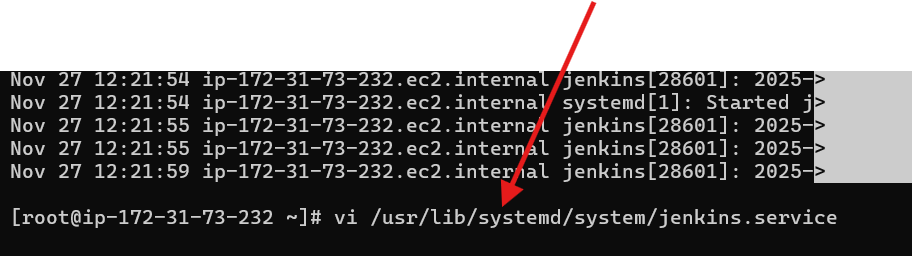 Nov 27 12:21:54 ip-172-31-73-232.ec2.internal jenkins[28601]: 2025->
Nov 27 12:21:54 ip-172-31-73-232.ec2.internal systemd[1]: Started j>
Nov 27 12:21:55 ip-172-31-73-232.ec2.internal jenkins[28601]: 2025->
Nov 27 12:21:55 ip-172-31-73-232.ec2.internal jenkins[28601]: 2025->
Nov 27 12:21:59 ip-172-31-73-232.ec2.internal jenkins[28601]: 2025->
[root@ip-172-31-73-232 ~]# vi /usr/lib/systemd/system/jenkins.service